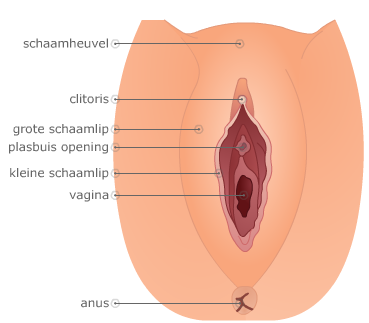 schaamheuvel
clitoris
grote schaamlip
plasbuis opening
kleine schaamlip
vagina
anus